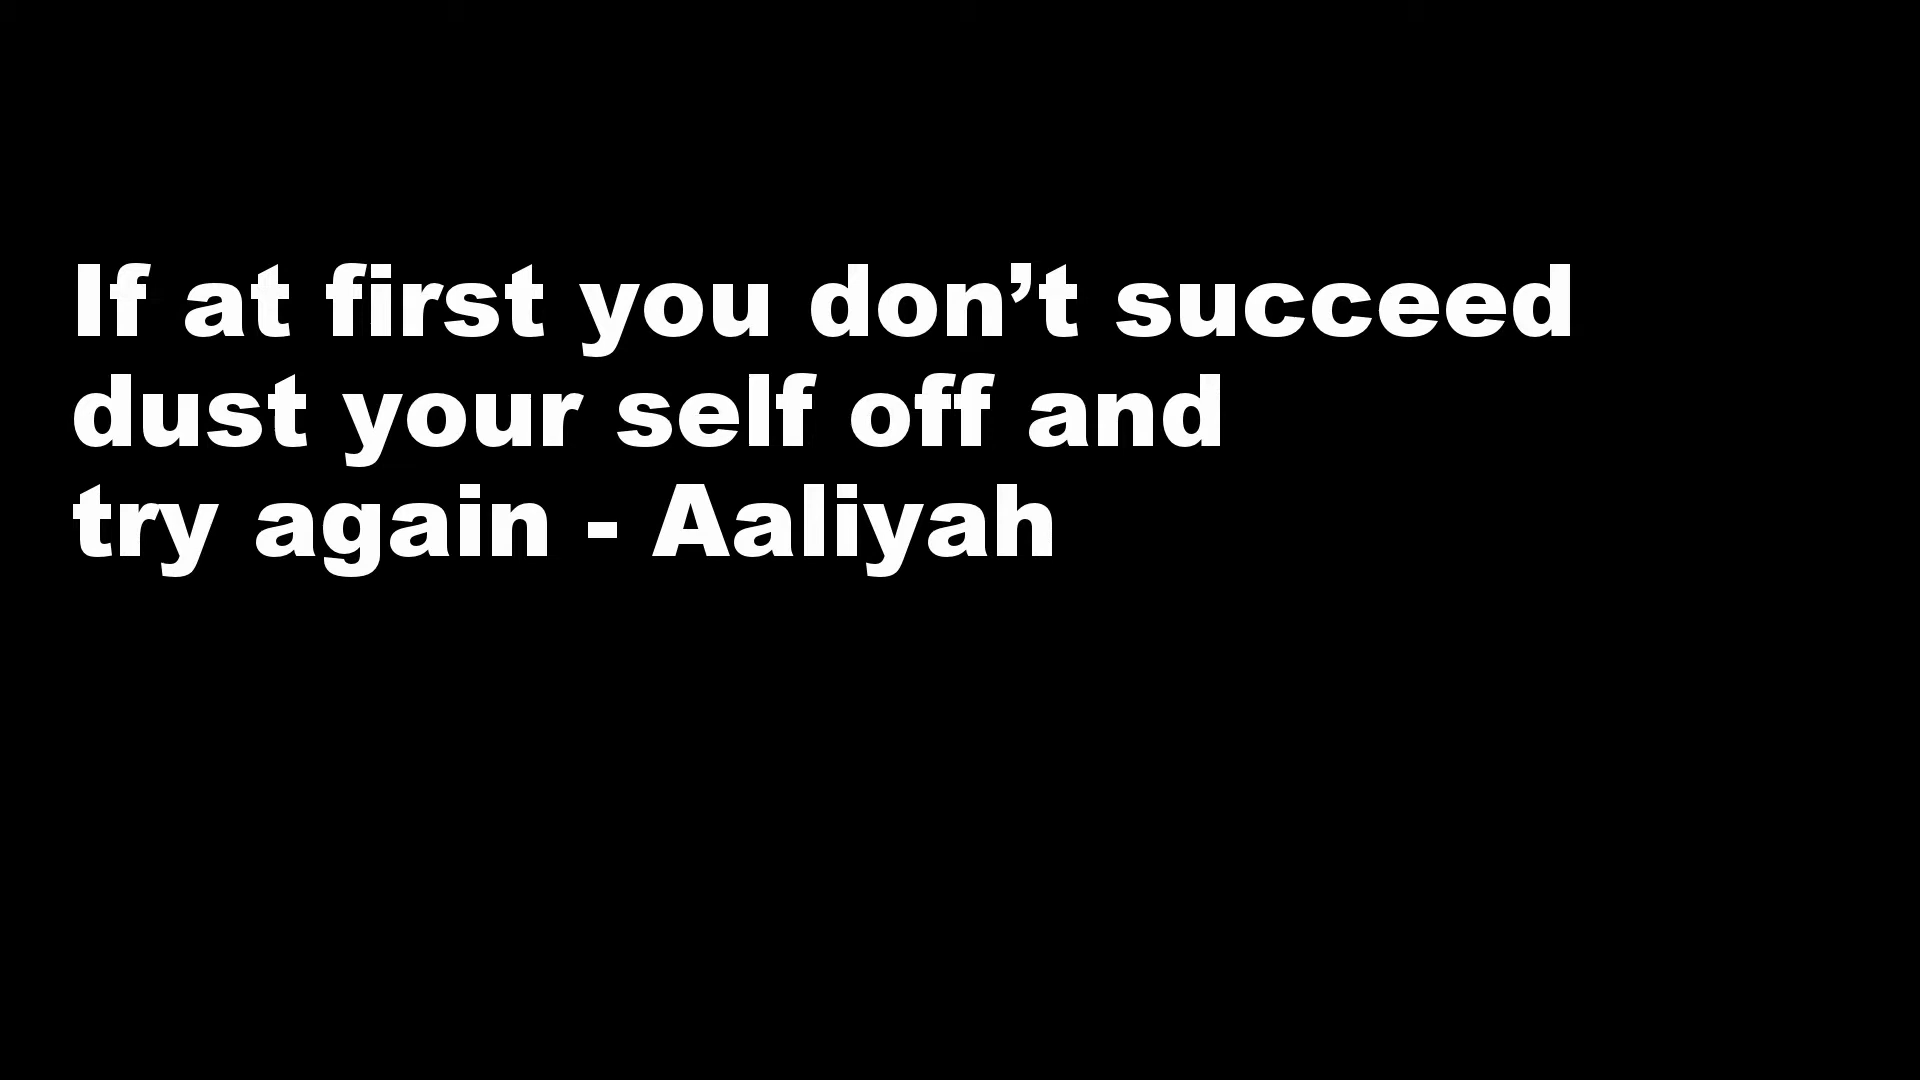 If at first you don’t succeed
dust your self off and
try again - Aaliyah